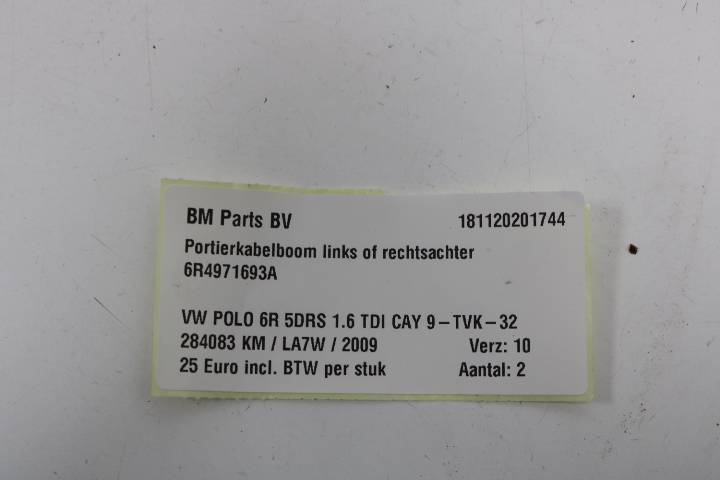 BM Parts BV 181120201744
Portierkabelboom links of rechtsachter
6R4971693A
VW POLO 6R 5DRS 1.6 TDI CAY 9-TVK-32
284083 KM / LA7W / 2009 Verz: 10
25 Euro incl. BTW per stuk Aantal: 2